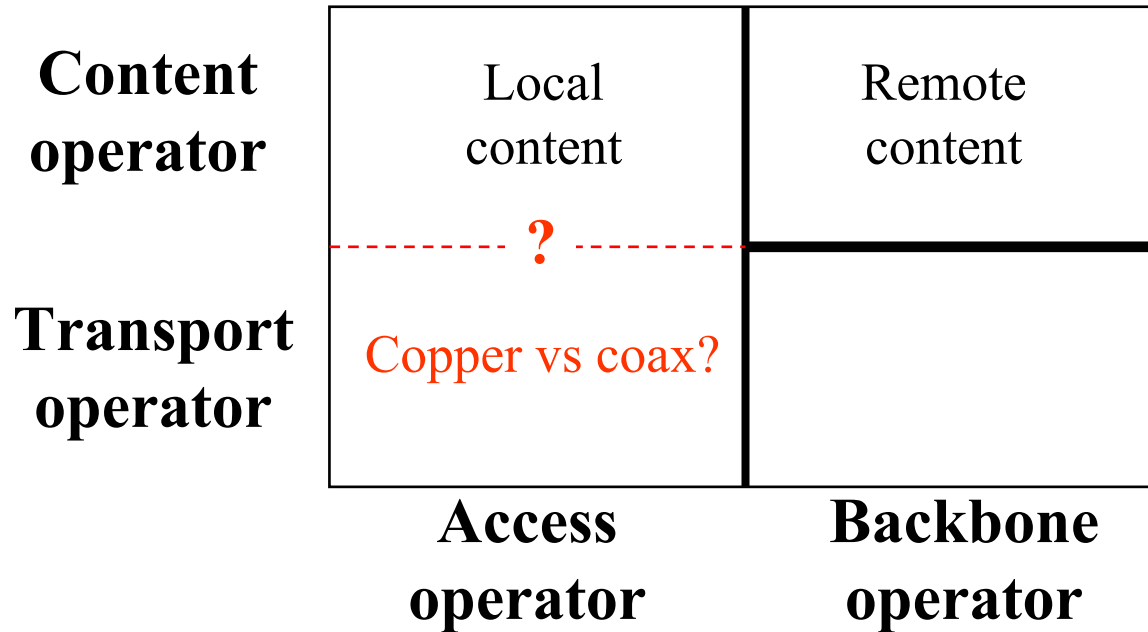 Content
operator
Local
content
Remote
content
?
Transport
operator
Copper vs coax?
Access
operator
Backbone
operator